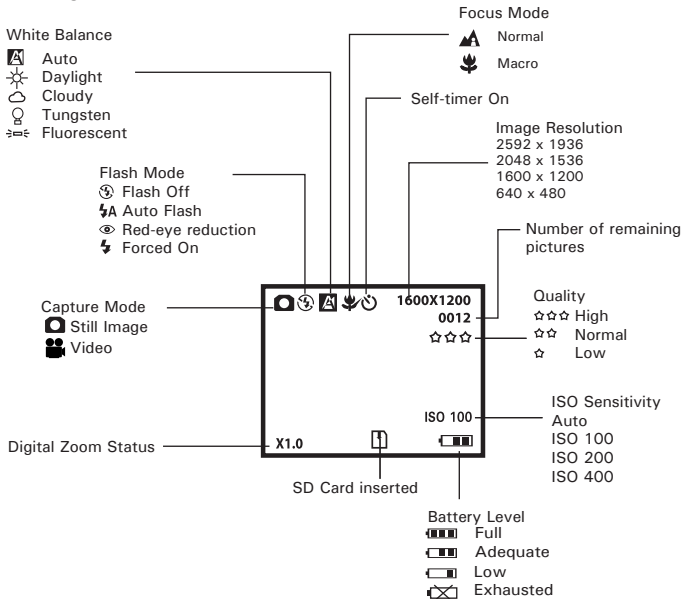 Focus Mode
Normal
Macro
White Balance
Auto
Daylight
Cloudy
Tungsten
Fluorescent
Self-timer On
Image Resolution
2592 x 1936
2048 x 1536
1600 x 1200
640 x 480
Flash Mode
Flash Off
A Auto Flash
Red-eye reduction
Forced On
Number of remaining
pictures
Capture Mode
Still Image
Video
1600X1200
0012
Quality
High
Normal
Low
ISO 100
X1.0
ISO Sensitivity
Auto
ISO 100
ISO 200
ISO 400
Digital Zoom Status
SD Card inserted
Battery Level
Full
Adequate
Low
Exhausted